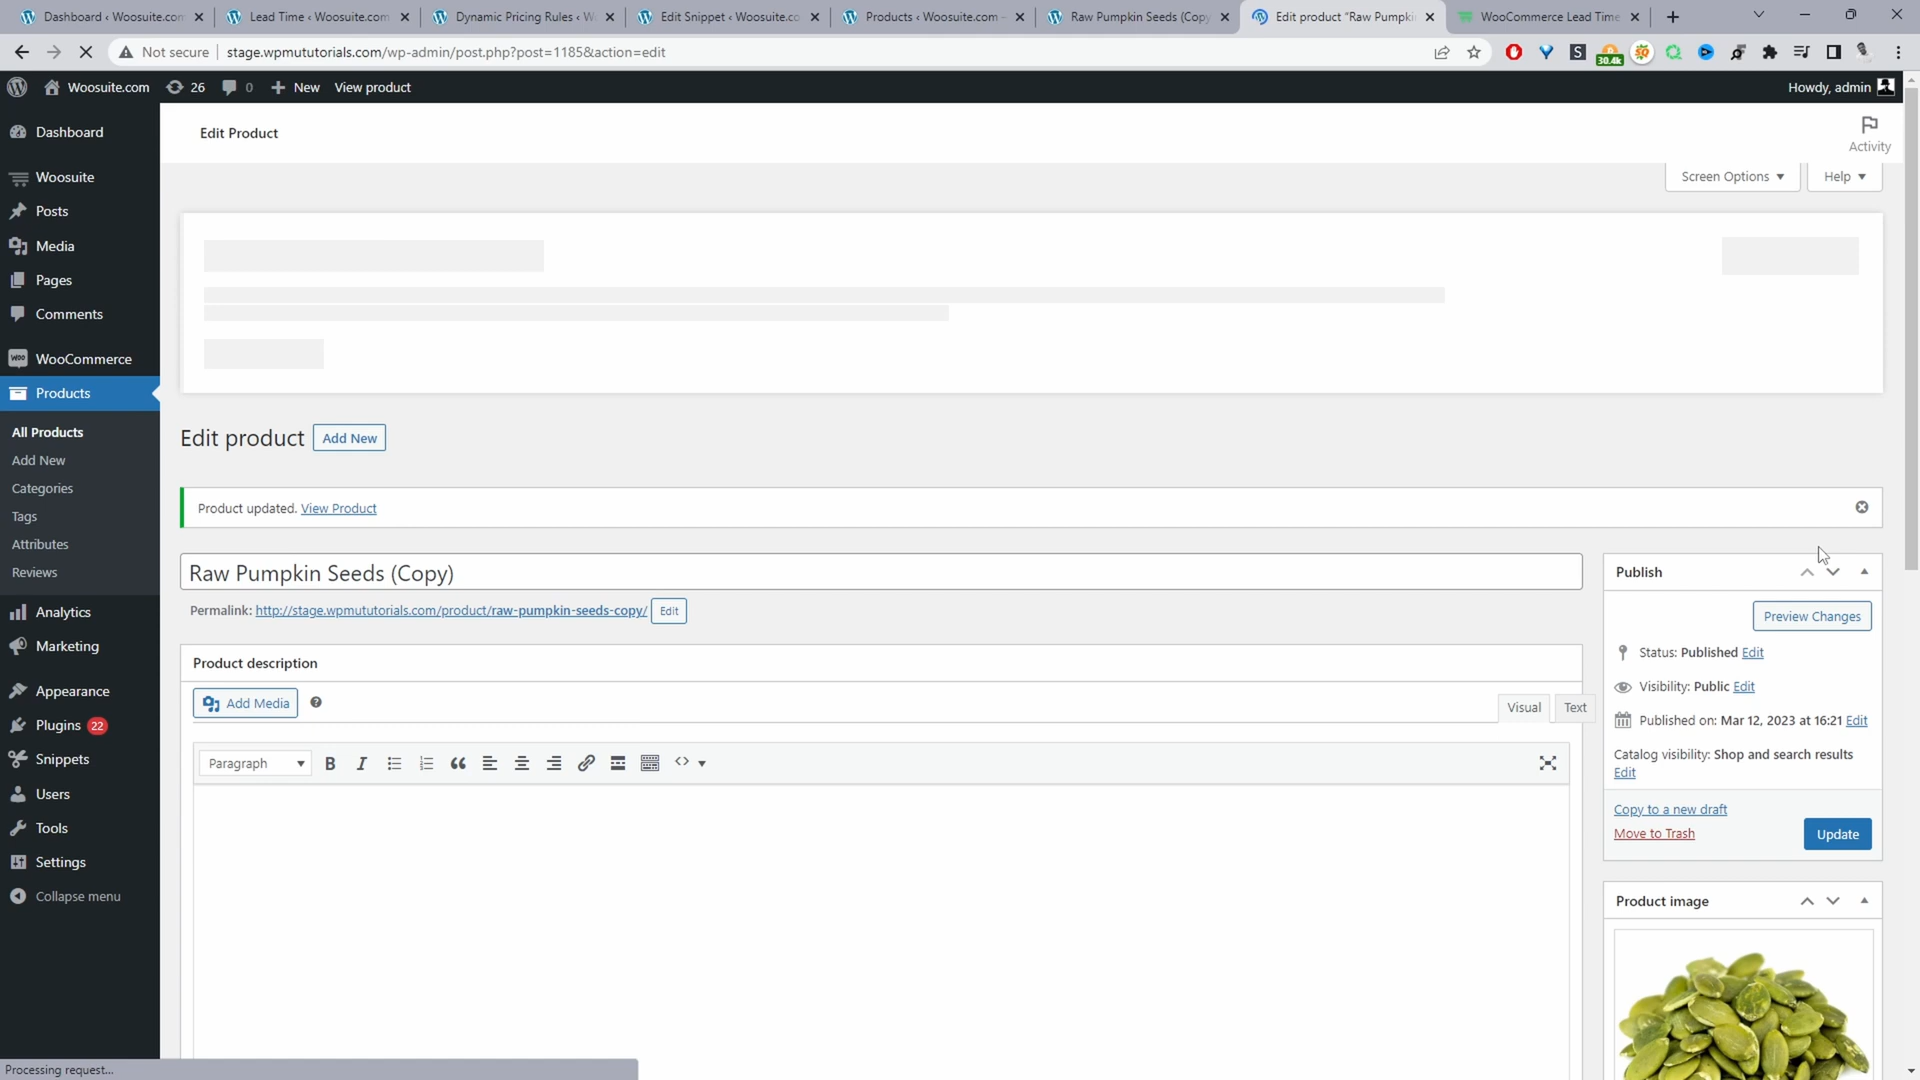 Dashboard ‹ Woosuite.com
Lead Time ‹ Woosuite.com
Dynamic Pricing Rules ‹ W
Edit Snippet ‹ Woosuite.co
Products ‹ Woosuite.com
Raw Pumpkin Seeds (Copy)
Edit product "Raw Pumpki
WooCommerce Lead Time
Not secure
stage.wpmututorials.com/wp-admin/post.php?post=1185&action=edit
30.4k
Woosuite.com
26
0
New
View product
Howdy, admin
Dashboard
Woosuite
Posts
Media
Pages
Comments
WooCommerce
Products
All Products
Add New
Categories
Tags
Attributes
Reviews
Analytics
Marketing
Appearance
Plugins 22
Snippets
Users
Tools
Settings
Collapse menu
Edit Product
Activity
Screen Options
Help
Edit product
Add New
Product updated. View Product
Raw Pumpkin Seeds (Copy)
Permalink: http://stage.wpmututorials.com/product/raw-pumpkin-seeds-copy/ Edit
Product description
Add Media
Visual
Text
Paragraph
Publish
Preview Changes
Status: Published Edit
Visibility: Public Edit
Published on: Mar 12, 2023 at 16:21 Edit
Catalog visibility: Shop and search results
Edit
Copy to a new draft
Move to Trash
Update
Product image
Processing request...